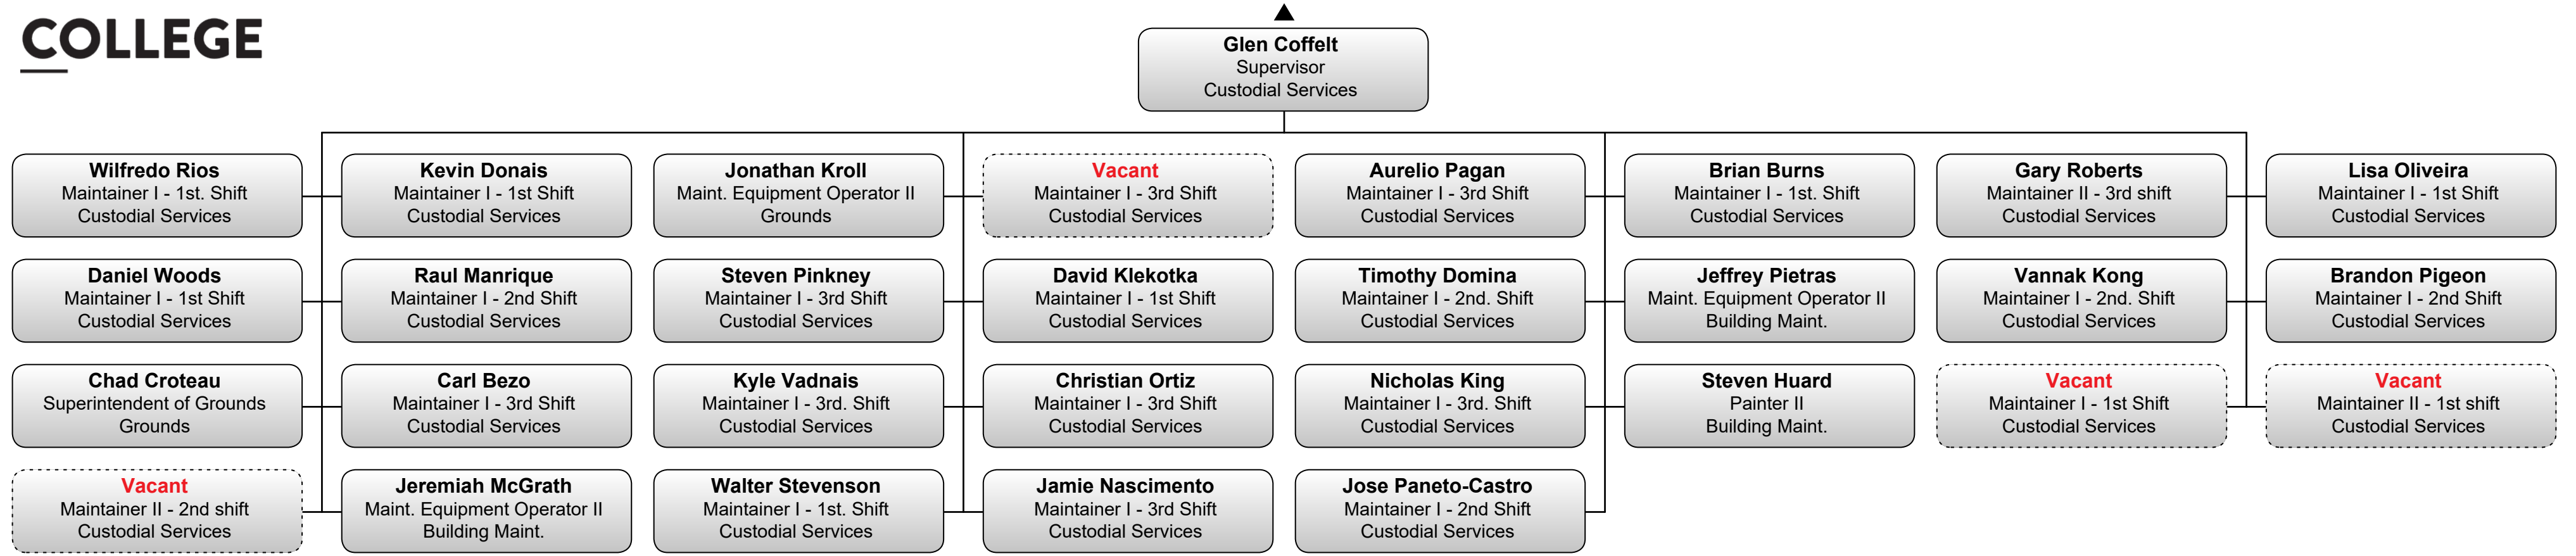 COLLEGE
Glen Coffelt
Supervisor
Custodial Services
Wilfredo Rios
Maintainer I - 1st. Shift
Custodial Services
Kevin Donais
Maintainer I - 1st Shift
Custodial Services
Jonathan Kroll
Maint. Equipment Operator II
Grounds
Vacant
Maintainer I - 3rd Shift
Custodial Services
Aurelio Pagan
Maintainer I - 3rd Shift
Custodial Services
Brian Burns
Maintainer I - 1st. Shift
Custodial Services
Gary Roberts
Maintainer II - 3rd shift
Custodial Services
Lisa Oliveira
Maintainer I - 1st Shift
Custodial Services
Daniel Woods
Maintainer I - 1st Shift
Custodial Services
Raul Manrique
Maintainer I - 2nd Shift
Custodial Services
Steven Pinkney
Maintainer I - 3rd Shift
Custodial Services
David Klekotka
Maintainer I - 1st Shift
Custodial Services
Timothy Domina
Maintainer I - 2nd. Shift
Custodial Services
Jeffrey Pietras
Maint. Equipment Operator II
Building Maint.
Vannak Kong
Maintainer I - 2nd. Shift
Custodial Services
Brandon Pigeon
Maintainer I - 2nd Shift
Custodial Services
Chad Croteau
Superintendent of Grounds
Grounds
Carl Bezo
Maintainer I - 3rd Shift
Custodial Services
Kyle Vadnais
Maintainer I - 3rd. Shift
Custodial Services
Christian Ortiz
Maintainer I - 3rd Shift
Custodial Services
Nicholas King
Maintainer I - 3rd. Shift
Custodial Services
Steven Huard
Painter II
Building Maint.
Vacant
Maintainer I - 1st Shift
Custodial Services
Vacant
Maintainer II - 1st shift
Custodial Services
Vacant
Maintainer II - 2nd shift
Custodial Services
Jeremiah McGrath
Maint. Equipment Operator II
Building Maint.
Walter Stevenson
Maintainer I - 1st. Shift
Custodial Services
Jamie Nascimento
Maintainer I - 3rd Shift
Custodial Services
Jose Paneto-Castro
Maintainer I - 2nd Shift
Custodial Services